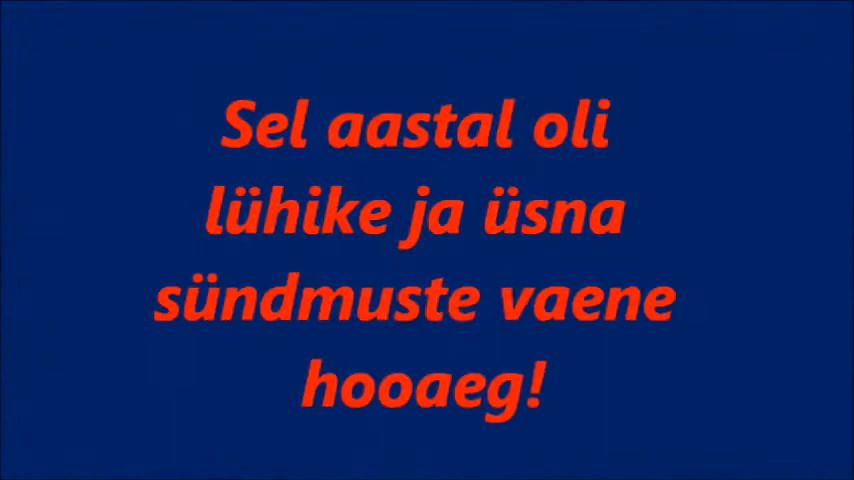 Sel aastal oli
lühike ja üsna
sündmuste vaene
hooaeg!